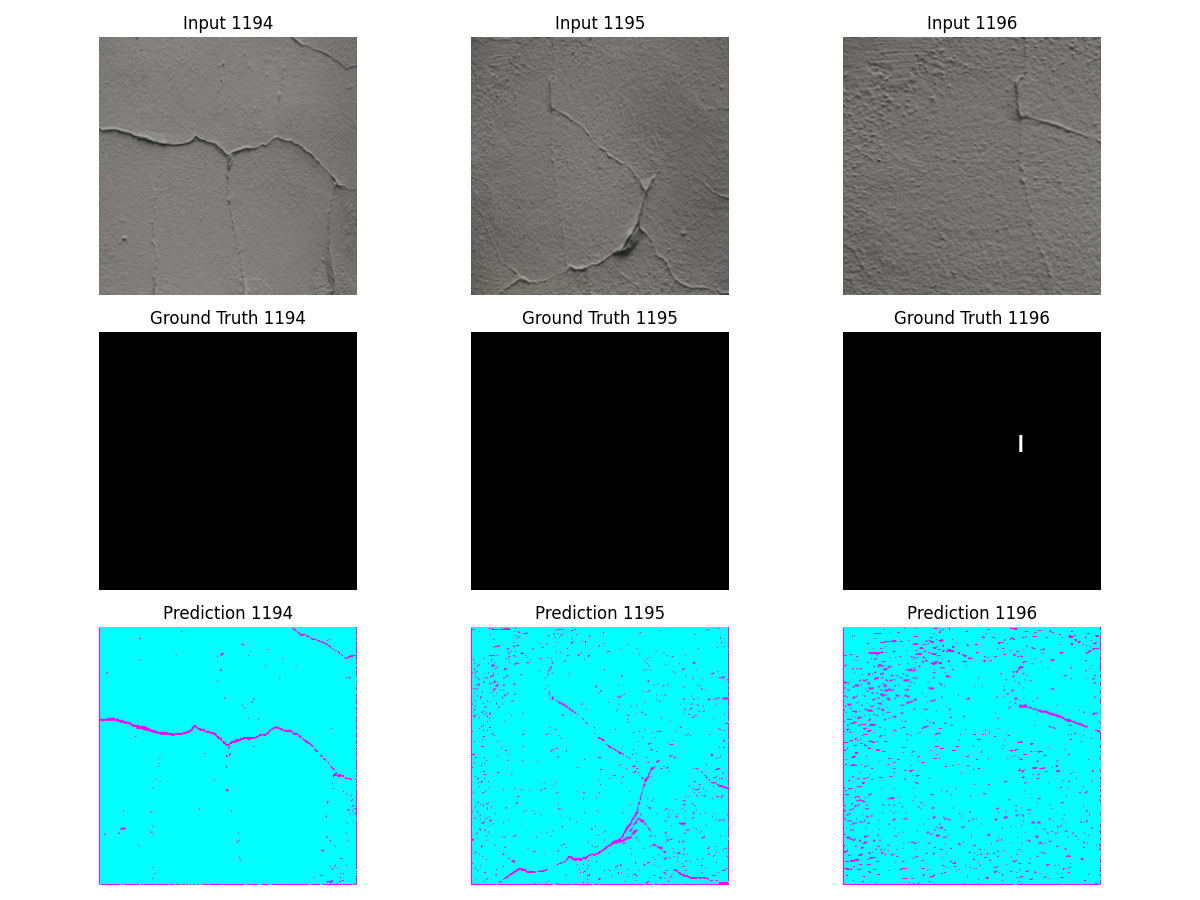 Input 1194
Input 1195
Input 1196
Ground Truth 1194
Ground Truth 1195
Ground Truth 1196
Prediction 1194
Prediction 1195
Prediction 1196